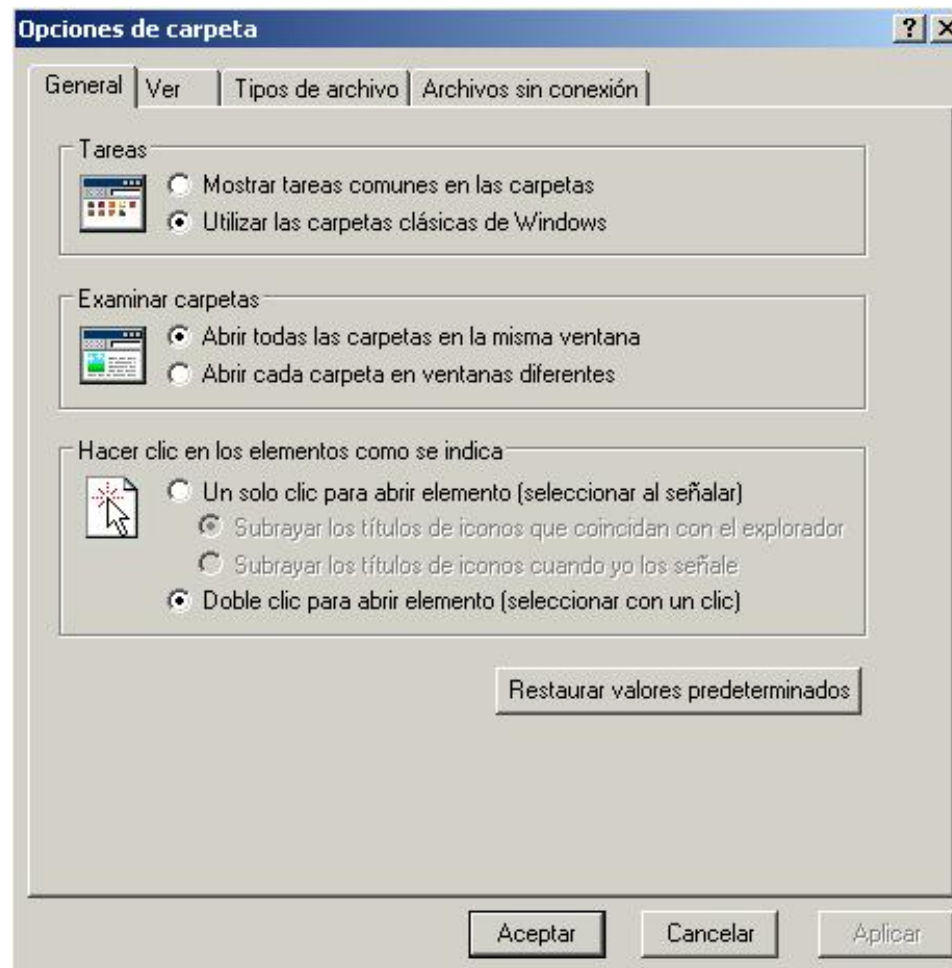 Opciones de carpeta
General Ver Tipos de archivo Archivos sin conexión
Tareas
Mostrar tareas comunes en las carpetas
Utilizar las carpetas clásicas de Windows
Examinar carpetas
Abrir todas las carpetas en la misma ventana
Abrir cada carpeta en ventanas diferentes
Hacer clic en los elementos como se indica
Un solo clic para abrir elemento (seleccionar al señalar)
Subrayar los títulos de iconos que coincidan con el explorador
Subrayar los títulos de iconos cuando yo los señale
Doble clic para abrir elemento (seleccionar con un clic)
Restaurar valores predeterminados
Aceptar Cancelar Aplicar